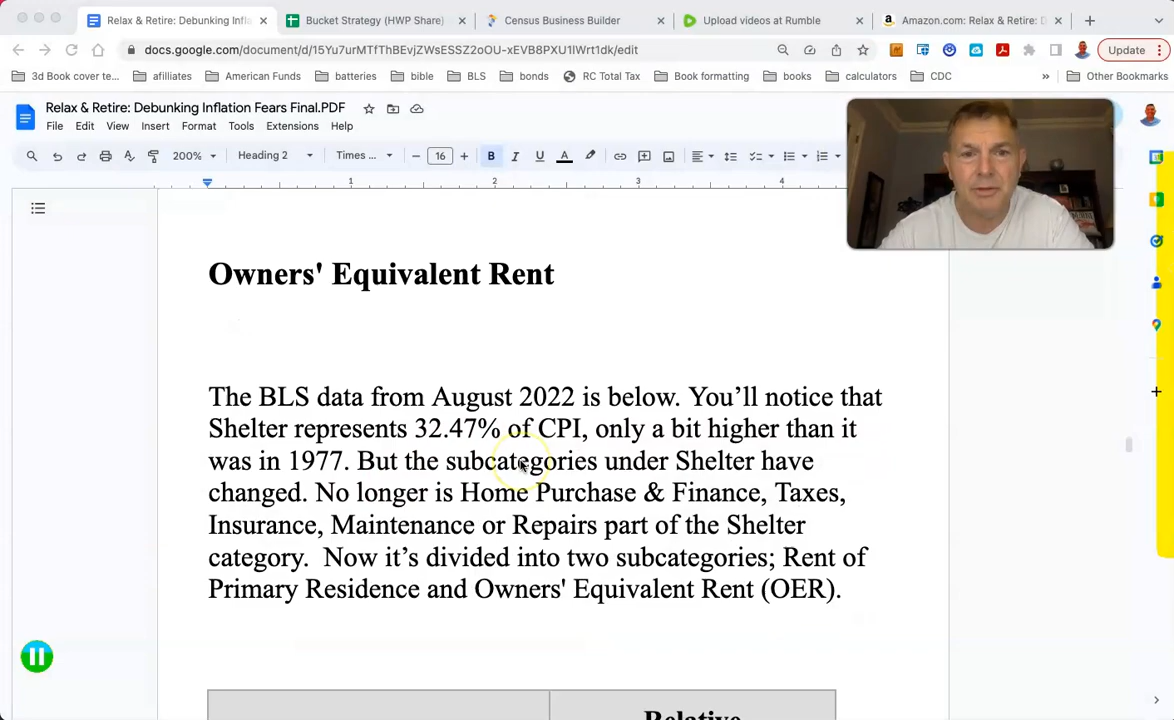 Relax & Retire: Debunking Infla
Bucket Strategy (HWP Share)
Census Business Builder
Upload videos at Rumble
Amazon.com: Relax & Retire: D
docs.google.com/document/d/15Yu7urMTfThBEvjZWsESSZ2oOU-xEVB8PXU1lWrt1dk/edit
Update
3d Book cover te...
afiliiates
American Funds
batteries
bible
BLS
bonds
RC Total Tax
Book formatting
books
calculators
CDC
»
Other Bookmarks
Relax & Retire: Debunking Inflation Fears Final.PDF
File Edit View Insert Format Tools Extensions Help
200% Heading 2 Times ... − 16 + B I U A
1 2 3 4
Owners' Equivalent Rent
The BLS data from August 2022 is below. You’ll notice that
Shelter represents 32.47% of CPI, only a bit higher than it
was in 1977. But the subcategories under Shelter have
changed. No longer is Home Purchase & Finance, Taxes,
Insurance, Maintenance or Repairs part of the Shelter
category.  Now it’s divided into two subcategories; Rent of
Primary Residence and Owners' Equivalent Rent (OER).
Relative